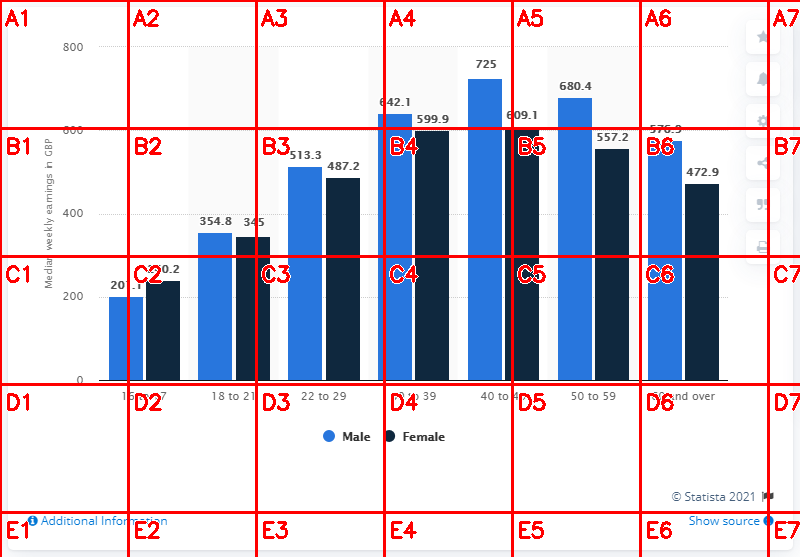 A1 A2 A3 A4 A5 A6 A7
800
725
680.4
642.1
599.9
609.1
600
B1 B2 B3 B4 B5 B6 B7
Median weekly earnings in GBP
513.3
487.2
557.2
472.9
400
354.8
345
C1 C2 C3 C4 C5 C6 C7
200
0
18 to 21
22 to 29
50 to 59
and over
D1 D2 D3 D4 D5 D6 D7
Male Female
© Statista 2021
Additional Information
Show source
E1 E2 E3 E4 E5 E6 E7